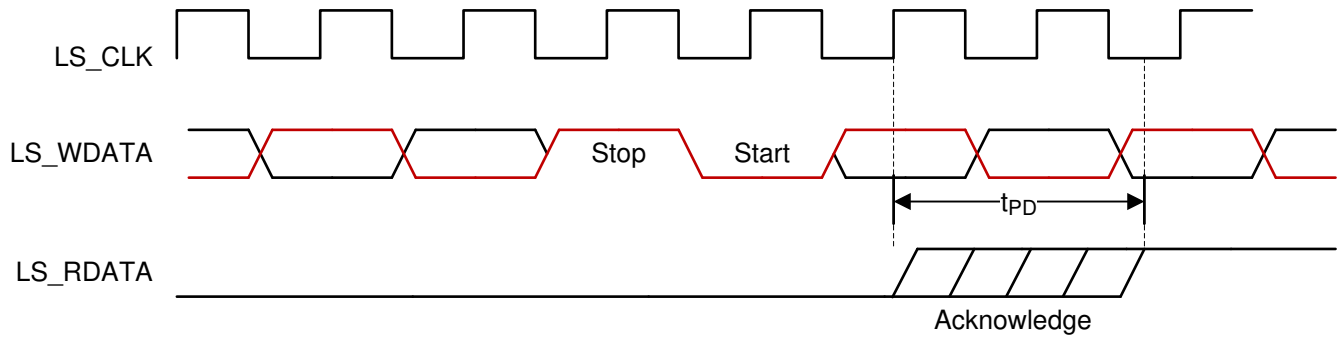 LS_CLK
LS_WDATA
Stop
Start
tPD
LS_RDATA
Acknowledge